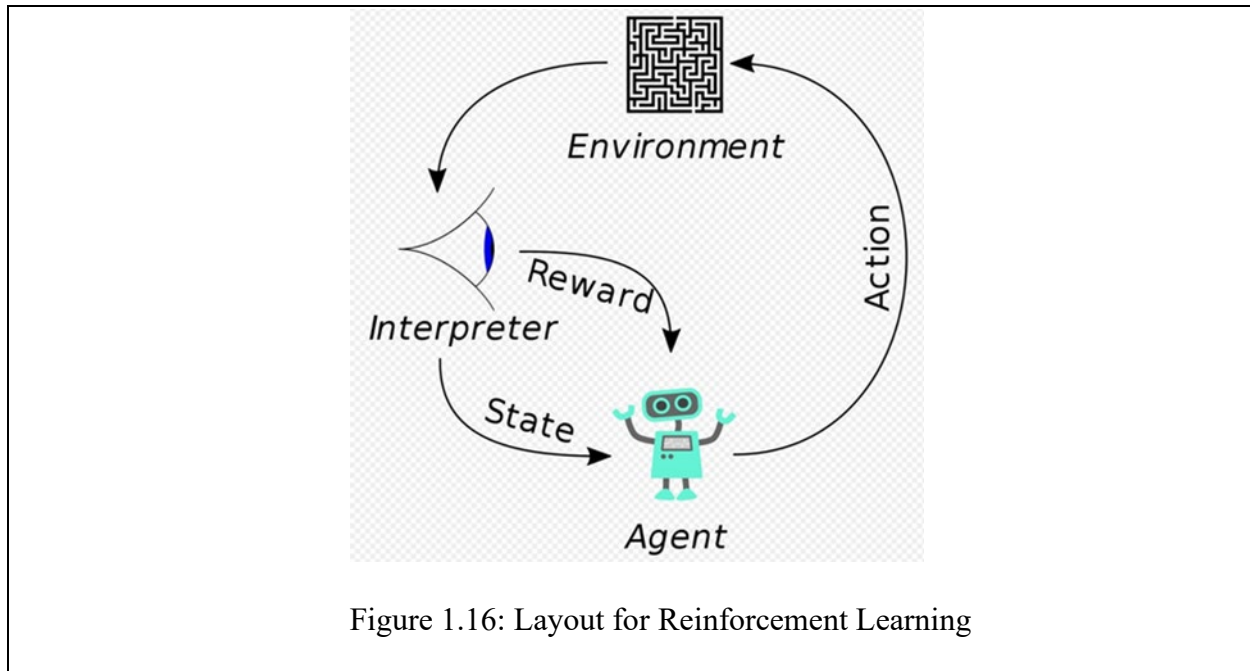 Environment
Action
Reward
Interpreter
State
Agent
Figure 1.16: Layout for Reinforcement Learning